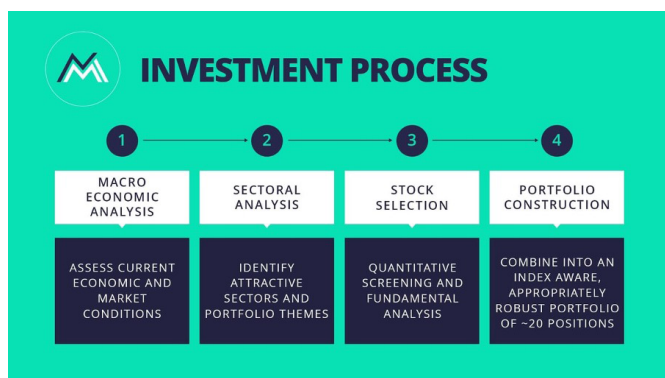 INVESTMENT PROCESS
1
2
3
4
MACRO
ECONOMIC
ANALYSIS
SECTORAL
ANALYSIS
STOCK
SELECTION
PORTFOLIO
CONSTRUCTION
ASSESS CURRENT
ECONOMIC AND
MARKET
CONDITIONS
IDENTIFY
ATTRACTIVE
SECTORS AND
PORTFOLIO THEMES
QUANTITATIVE
SCREENING AND
FUNDAMENTAL
ANALYSIS
COMBINE INTO AN
INDEX AWARE,
APPROPRIATELY
ROBUST PORTFOLIO
OF ~20 POSITIONS